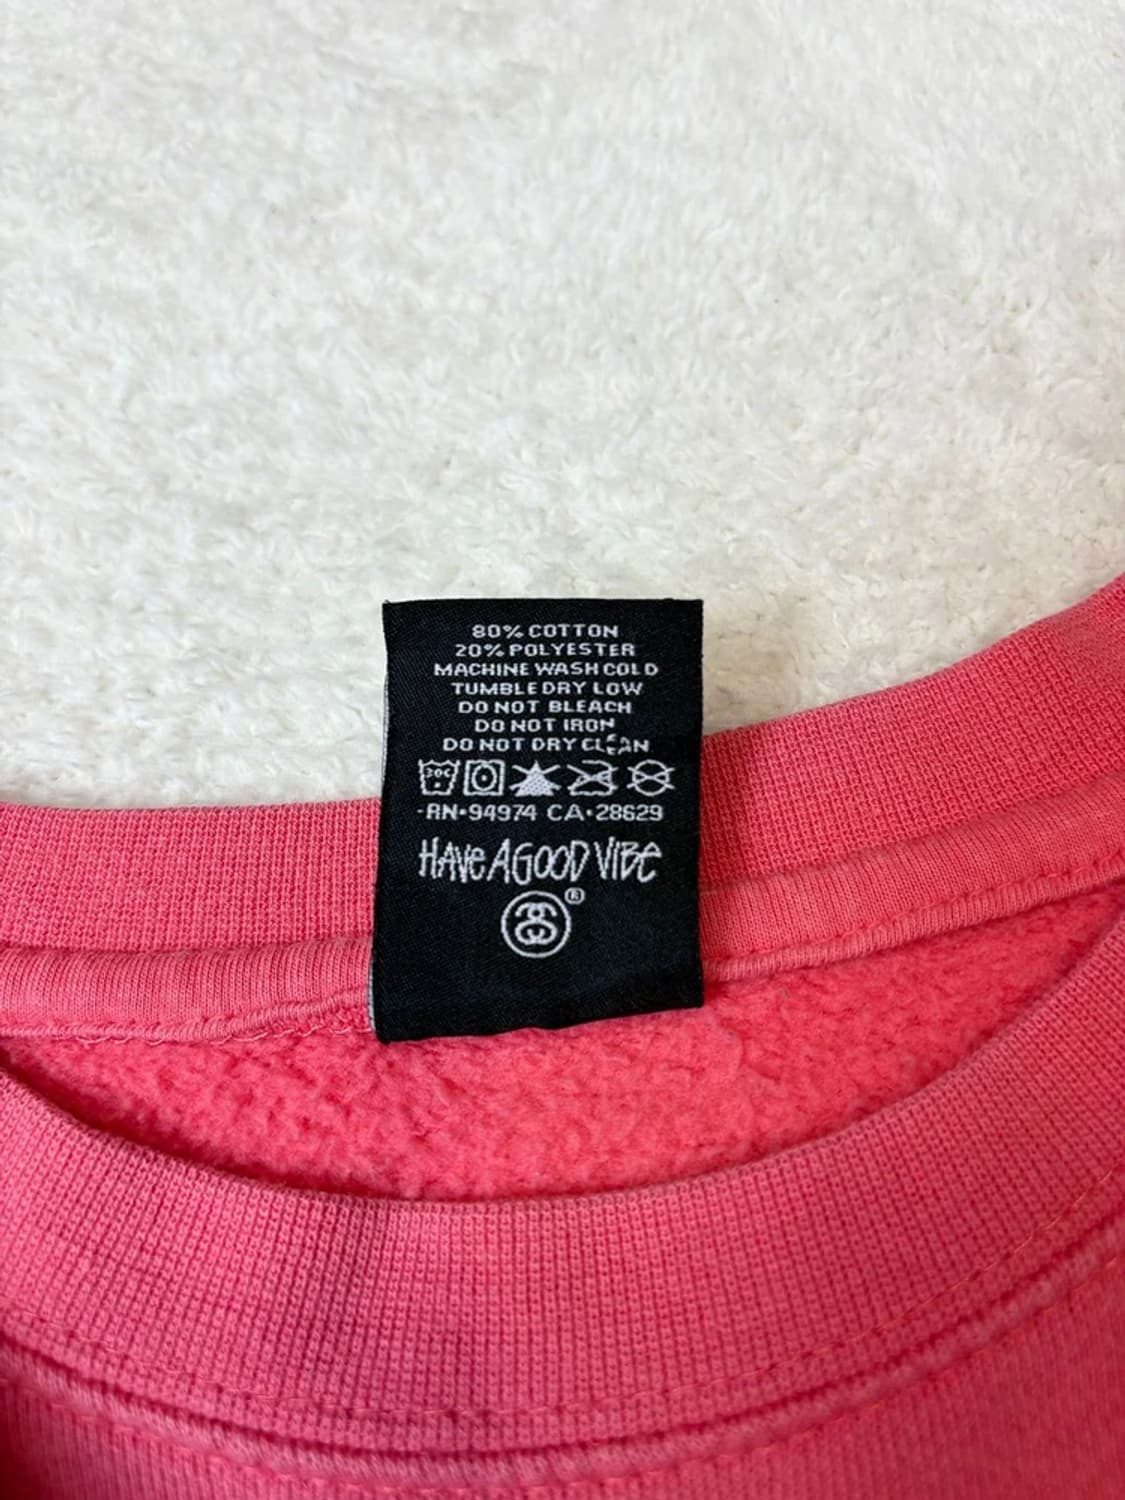 80% COTTON
20% POLYESTER
MACHINE WASH COLD
TUMBLE DRY LOW
DO NOT BLEACH
DO NOT IRON
DO NOT DRY CLEAN
30C
-RN•94974 CA•28629
HAVE A GOOD VIBE
®